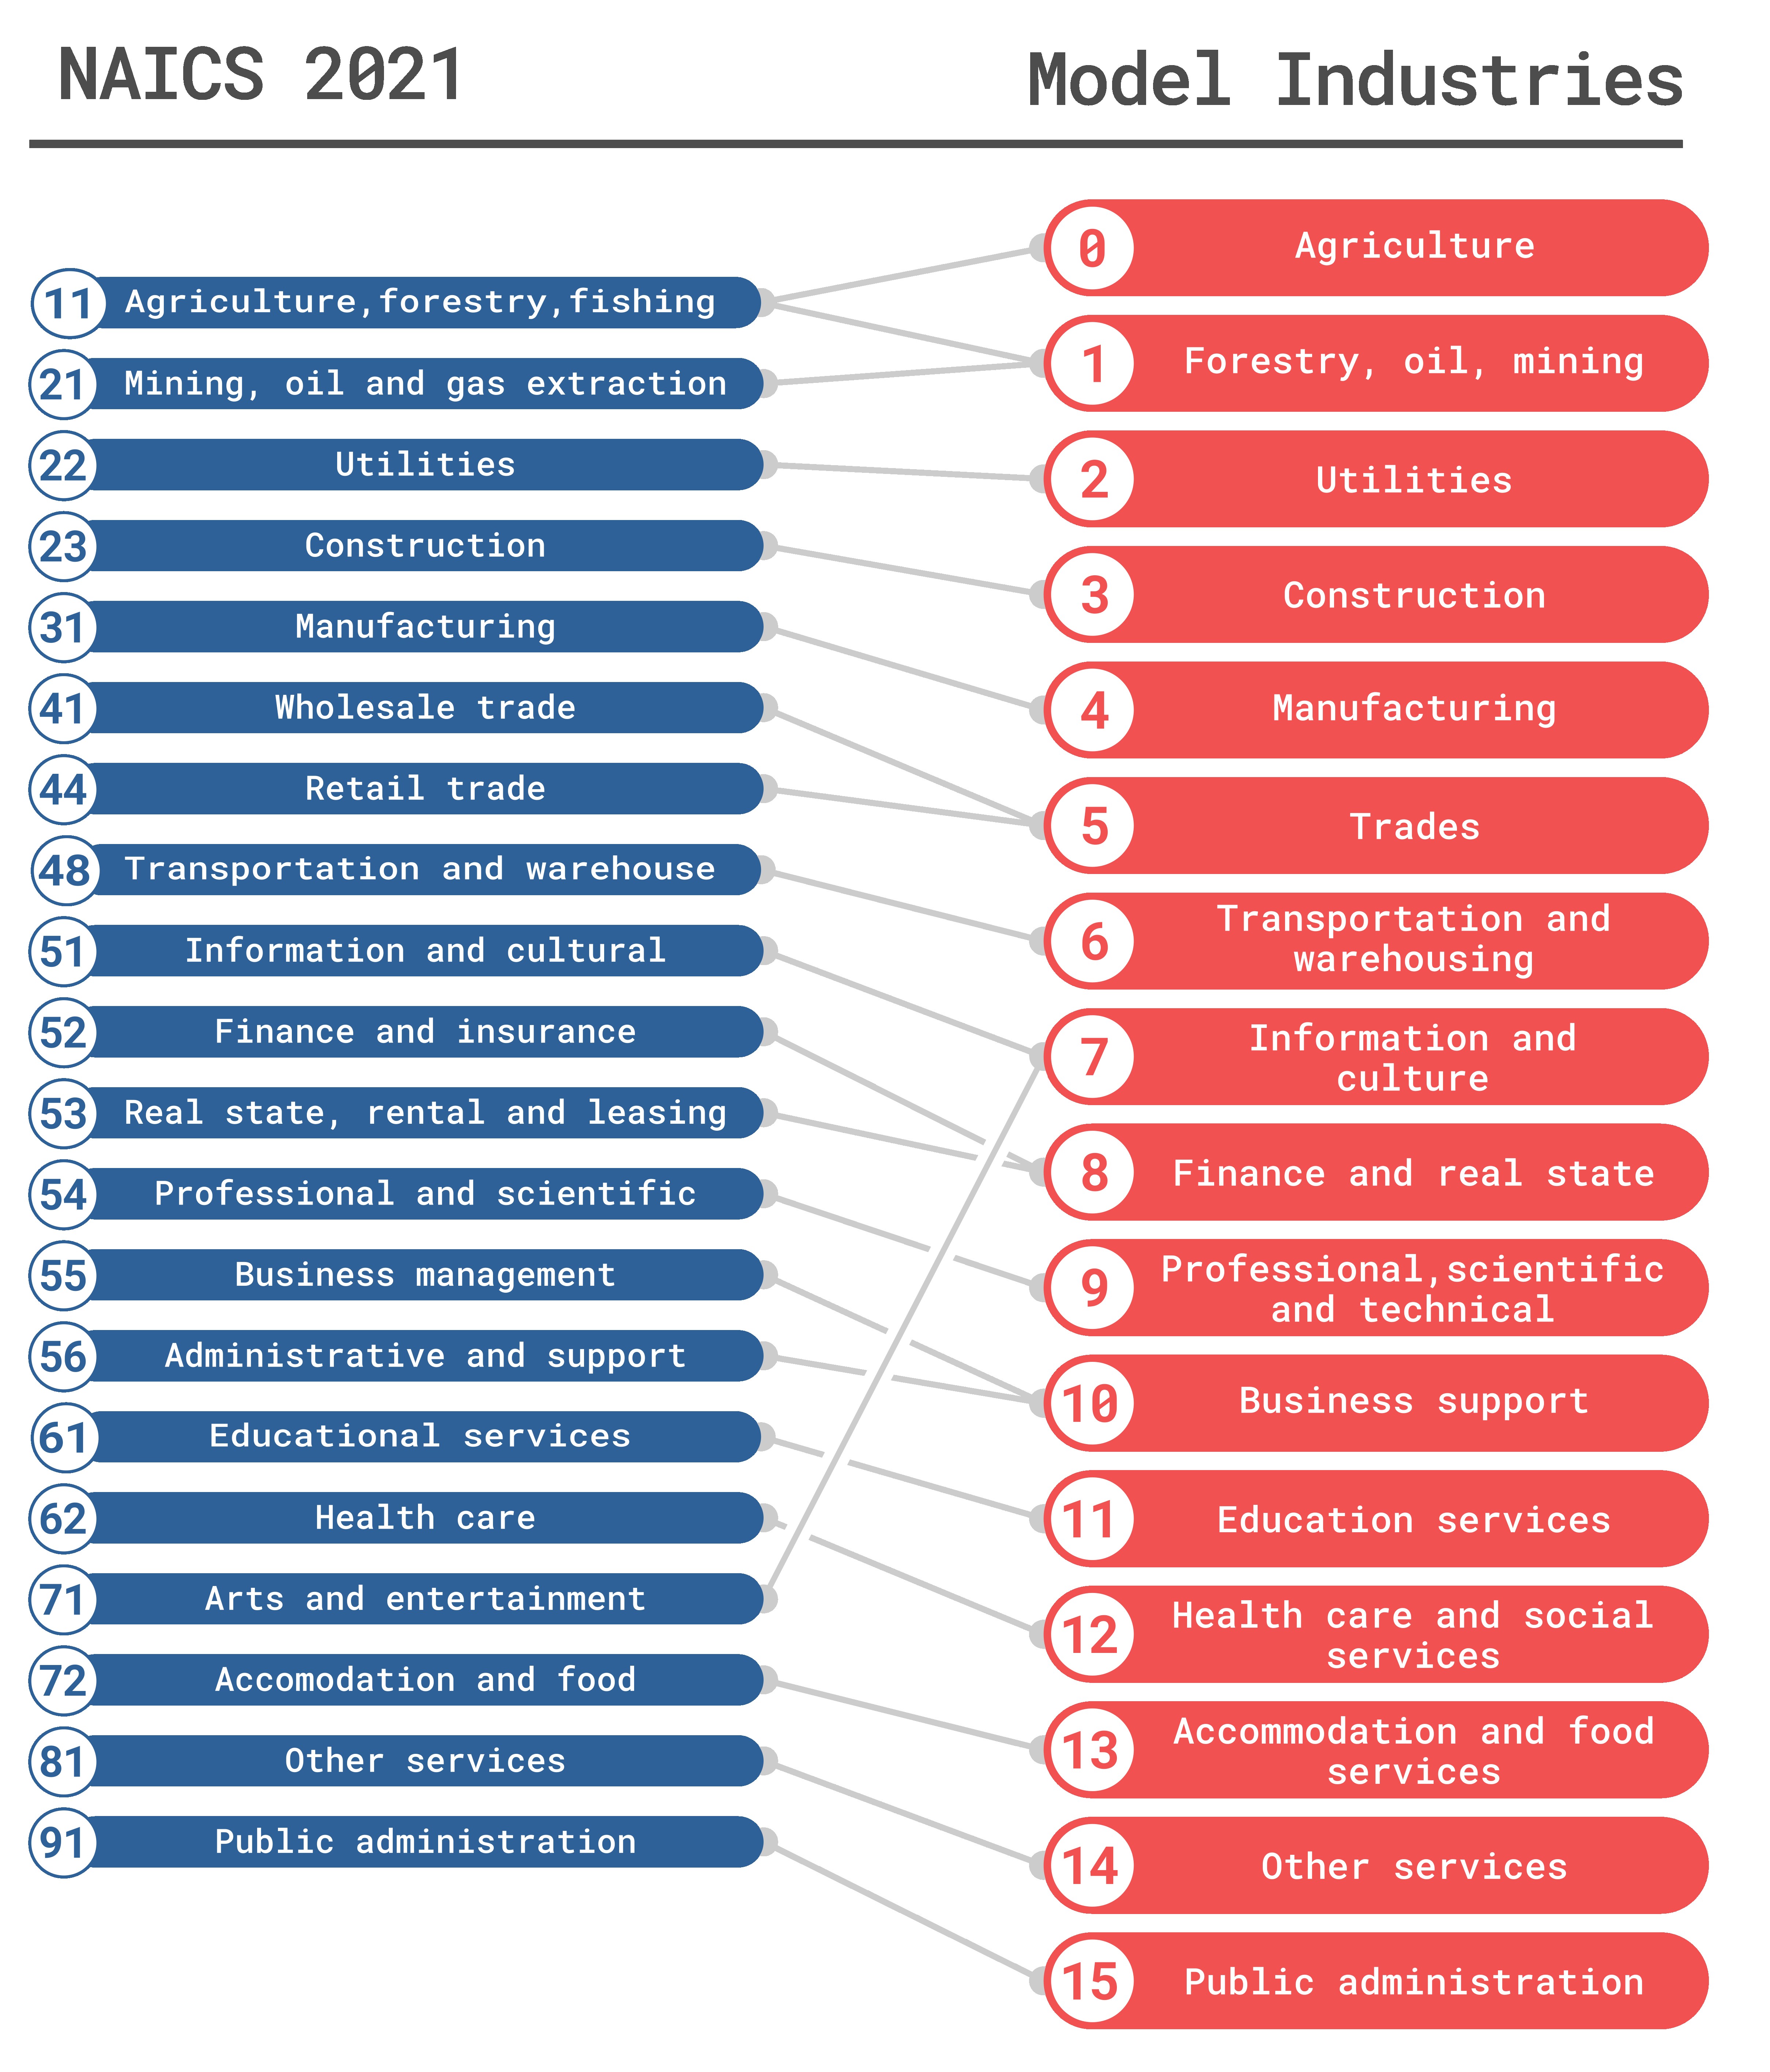 NAICS 2021
Model Industries
11 Agriculture,forestry,fishing
21 Mining, oil and gas extraction
22 Utilities
23 Construction
31 Manufacturing
41 Wholesale trade
44 Retail trade
48 Transportation and warehouse
51 Information and cultural
52 Finance and insurance
53 Real state, rental and leasing
54 Professional and scientific
55 Business management
56 Administrative and support
61 Educational services
62 Health care
71 Arts and entertainment
72 Accomodation and food
81 Other services
91 Public administration
0 Agriculture
1 Forestry, oil, mining
2 Utilities
3 Construction
4 Manufacturing
5 Trades
6 Transportation and
warehousing
7 Information and
culture
8 Finance and real state
9 Professional,scientific
and technical
10 Business support
11 Education services
12 Health care and social
services
13 Accommodation and food
services
14 Other services
15 Public administration